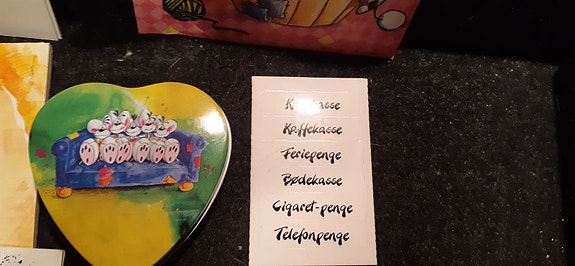 Kaffekasse
Feriepenge
Bødekasse
Cigaret-penge
Telefonpenge